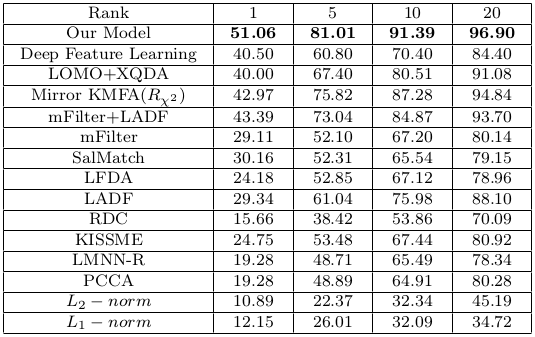 Rank 1 5 10 20
Our Model 51.06 81.01 91.39 96.90
Deep Feature Learning 40.50 60.80 70.40 84.40
LOMO+XQDA 40.00 67.40 80.51 91.08
Mirror KMFA(R_χ²) 42.97 75.82 87.28 94.84
mFilter+LADF 43.39 73.04 84.87 93.70
mFilter 29.11 52.10 67.20 80.14
SalMatch 30.16 52.31 65.54 79.15
LFDA 24.18 52.85 67.12 78.96
LADF 29.34 61.04 75.98 88.10
RDC 15.66 38.42 53.86 70.09
KISSME 24.75 53.48 67.44 80.92
LMNN-R 19.28 48.71 65.49 78.34
PCCA 19.28 48.89 64.91 80.28
L₂ − norm 10.89 22.37 32.34 45.19
L₁ − norm 12.15 26.01 32.09 34.72